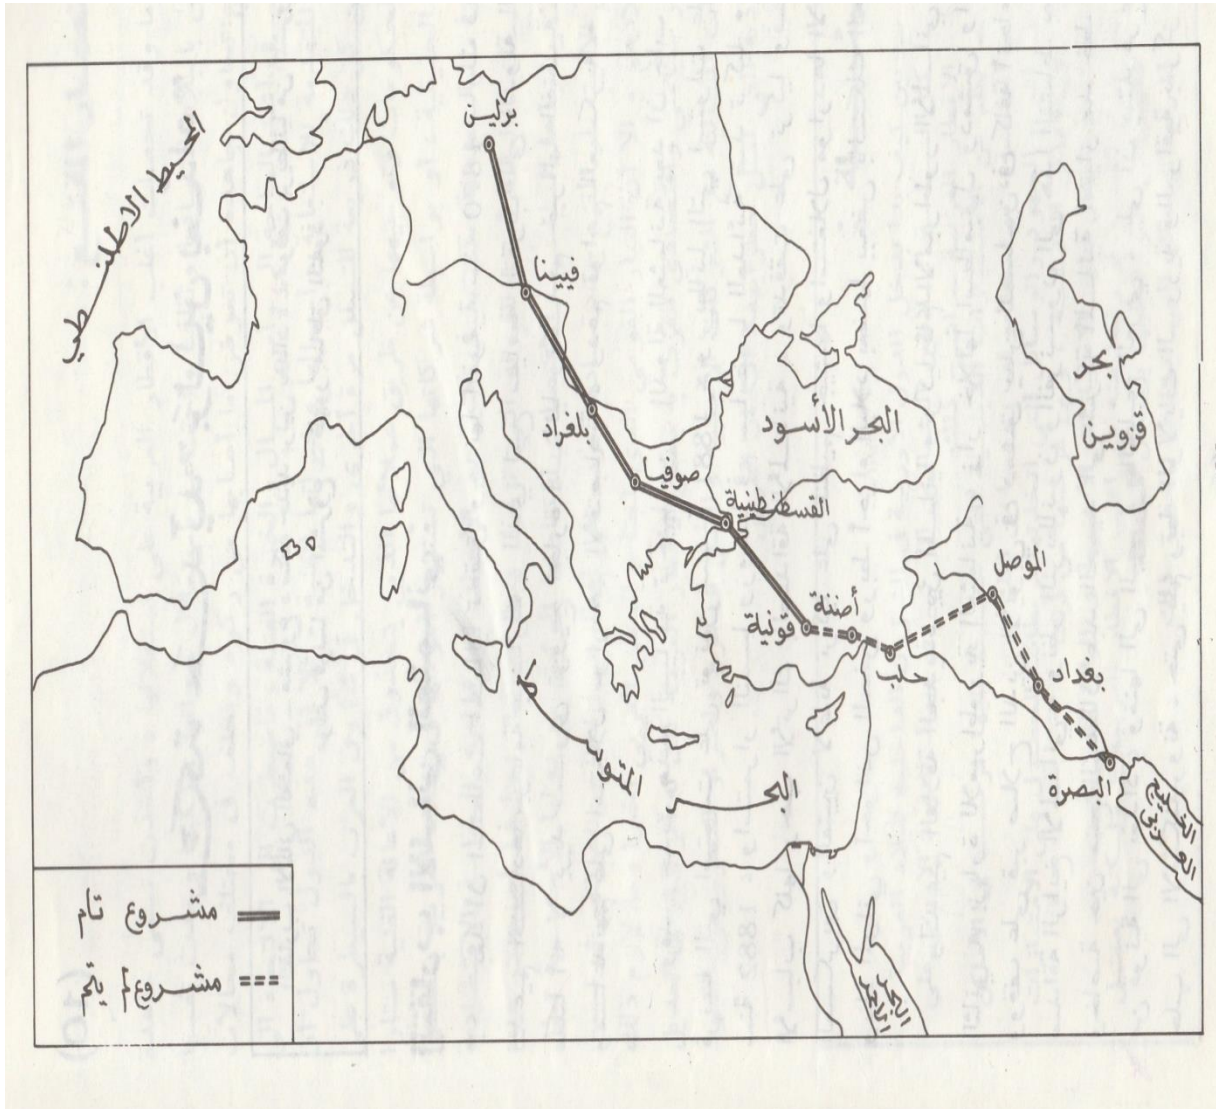 برلين
المحيط الاطلنطي
فيينا
بلغراد
صوفيا
القسطنطينية
البحر الأسود
بحر
قزوين
قونية
أضنة
حلب
الموصل
بغداد
البصرة
الخليج
العربي
البحر المتوسط
البحر
الاحمر
مشروع تام
مشروع لم يتم